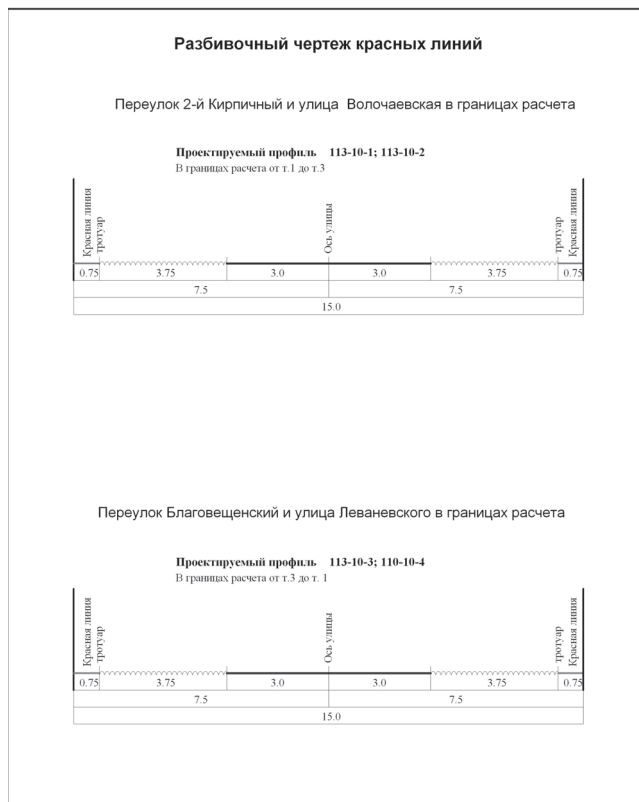 Разбивочный чертеж красных линий
Переулок 2-й Кирпичный и улица Волочаевская в границах расчета
Проектируемый профиль 113-10-1; 113-10-2
В границах расчета от т.1 до т.3
Красная линия
тротуар
Ось улицы
тротуар
Красная линия
0.75 3.75 3.0 3.0 3.75 0.75
7.5 7.5
15.0
Переулок Благовещенский и улица Леваневского в границах расчета
Проектируемый профиль 113-10-3; 110-10-4
В границах расчета от т.3 до т. 1
Красная линия
тротуар
Ось улицы
тротуар
Красная линия
0.75 3.75 3.0 3.0 3.75 0.75
7.5 7.5
15.0